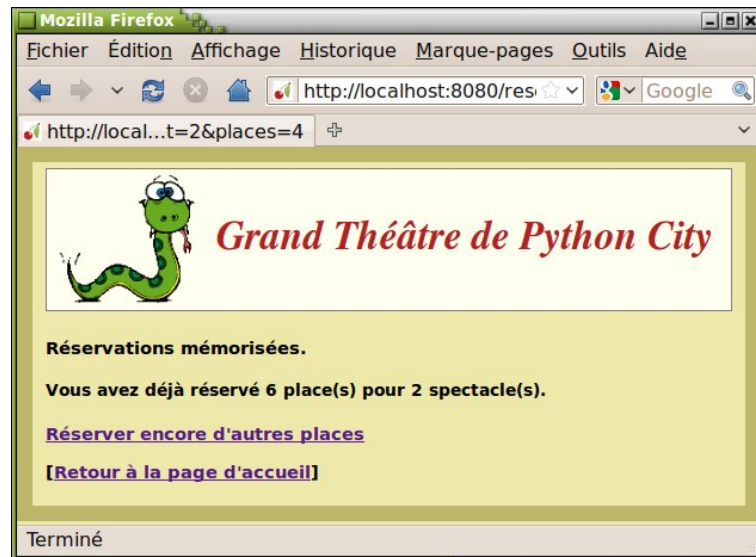 Mozilla Firefox
Fichier Édition Affichage Historique Marque-pages Outils Aide
http://localhost:8080/res Google
http://local...t=2&places=4
Grand Théâtre de Python City
Réservations mémorisées.
Vous avez déjà réservé 6 place(s) pour 2 spectacle(s).
Réserver encore d'autres places
[Retour à la page d'accueil]
Terminé